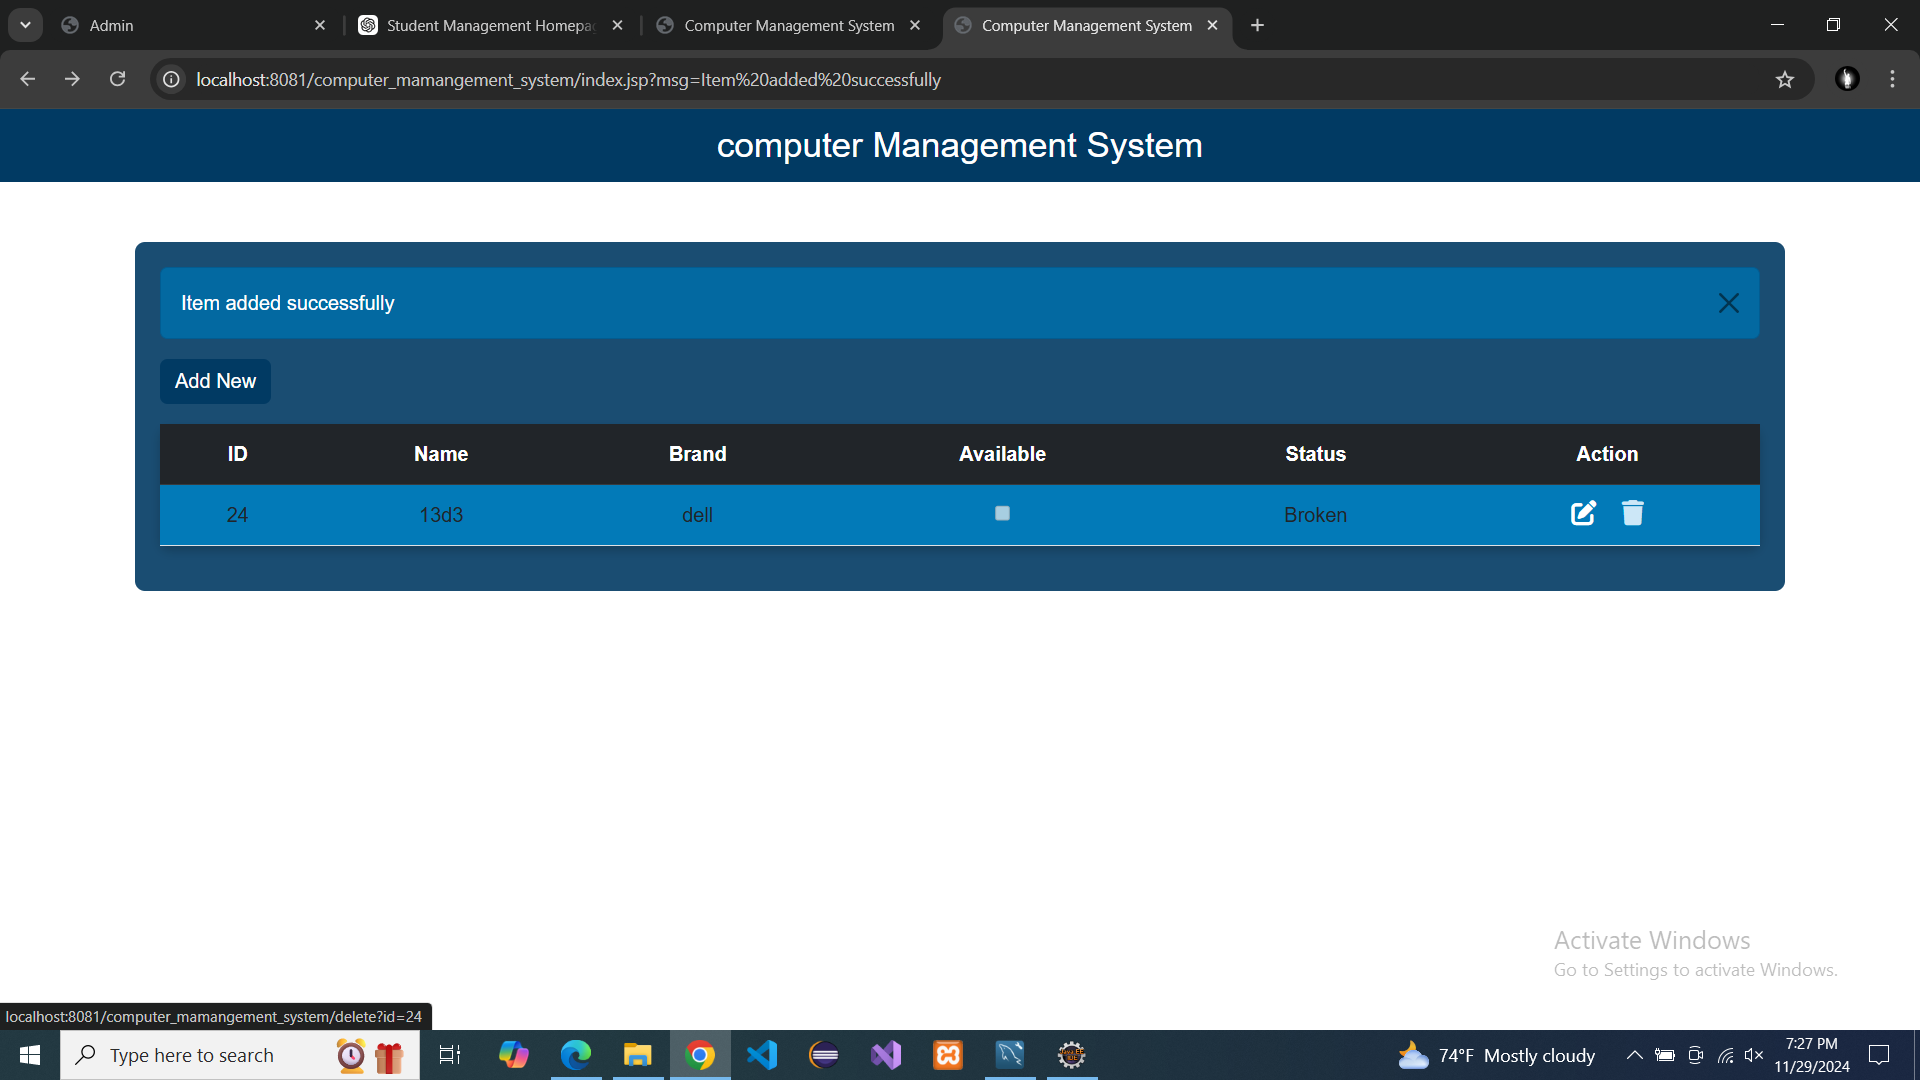 Admin
Student Management Homepa
Computer Management System
Computer Management System
localhost:8081/computer_mamangement_system/index.jsp?msg=Item%20added%20successfully
computer Management System
Item added successfully
Add New
ID Name Brand Available Status Action
24 13d3 dell Broken
Activate Windows
Go to Settings to activate Windows.
localhost:8081/computer_mamangement_system/delete?id=24
Type here to search
74°F Mostly cloudy
7:27 PM
11/29/2024